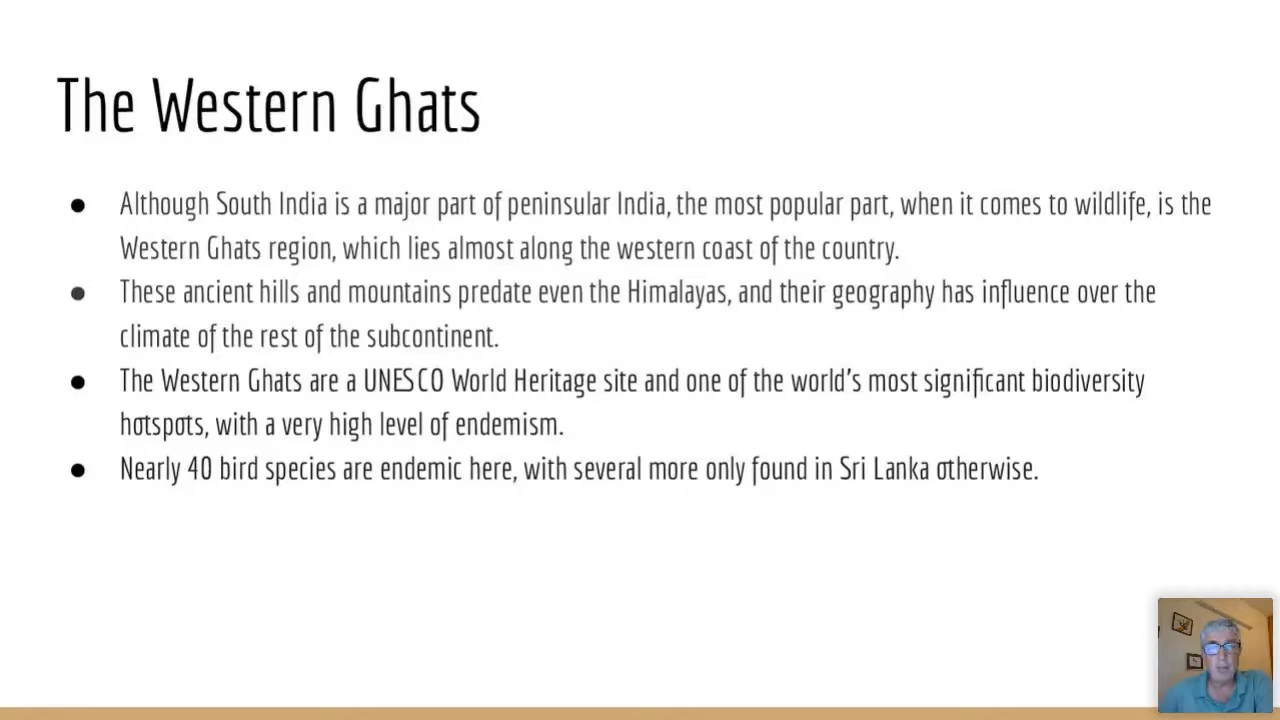 The Western Ghats
Although South India is a major part of peninsular India, the most popular part, when it comes to wildlife, is the
Western Ghats region, which lies almost along the western coast of the country.
These ancient hills and mountains predate even the Himalayas, and their geography has influence over the
climate of the rest of the subcontinent.
The Western Ghats are a UNESCO World Heritage site and one of the world's most significant biodiversity
hotspots, with a very high level of endemism.
Nearly 40 bird species are endemic here, with several more only found in Sri Lanka otherwise.